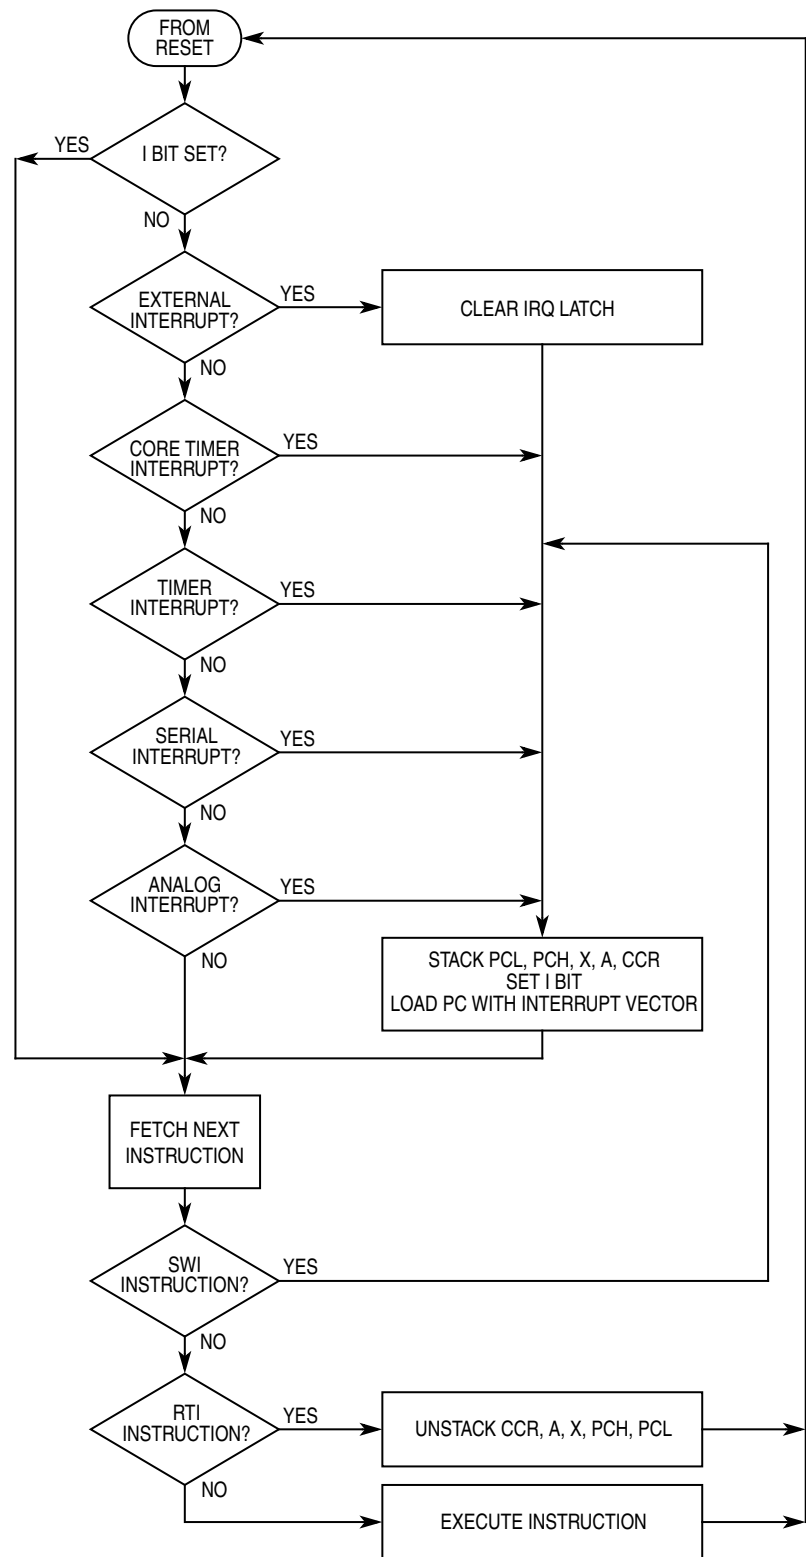 FROM
RESET
YES
I BIT SET?
NO
EXTERNAL
INTERRUPT?
YES
CLEAR IRQ LATCH
NO
CORE TIMER
INTERRUPT?
YES
NO
TIMER
INTERRUPT?
YES
NO
SERIAL
INTERRUPT?
YES
NO
ANALOG
INTERRUPT?
YES
NO
STACK PCL, PCH, X, A, CCR
SET I BIT
LOAD PC WITH INTERRUPT VECTOR
FETCH NEXT
INSTRUCTION
SWI
INSTRUCTION?
YES
NO
RTI
INSTRUCTION?
YES
UNSTACK CCR, A, X, PCH, PCL
NO
EXECUTE INSTRUCTION